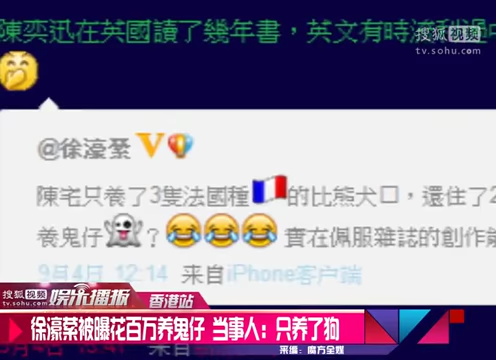 陳奕迅在英國讀了幾年書，英文有時流利過中
搜狐视频
tv.sohu.com
@徐濠縈
陳宅只養了3隻法國種🇫🇷的比熊犬□，還住了2
養鬼仔👻？😂😂😂 實在佩服雜誌的創作能
9月4日 12:14 来自iPhone客户端
搜狐视频 娱乐播报 香港站
tv.sohu.com
徐濠萦被曝花百万养鬼仔 当事人：只养了狗
来编：魔方全媒